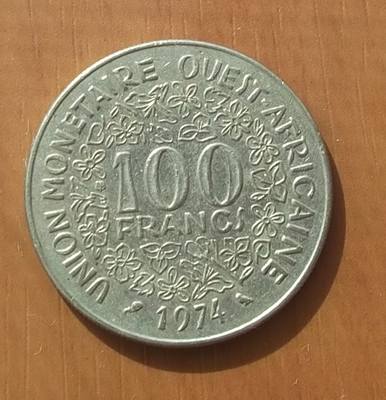 UNION MONETAIRE OUEST-AFRICAINE
100
FRANCS
1974